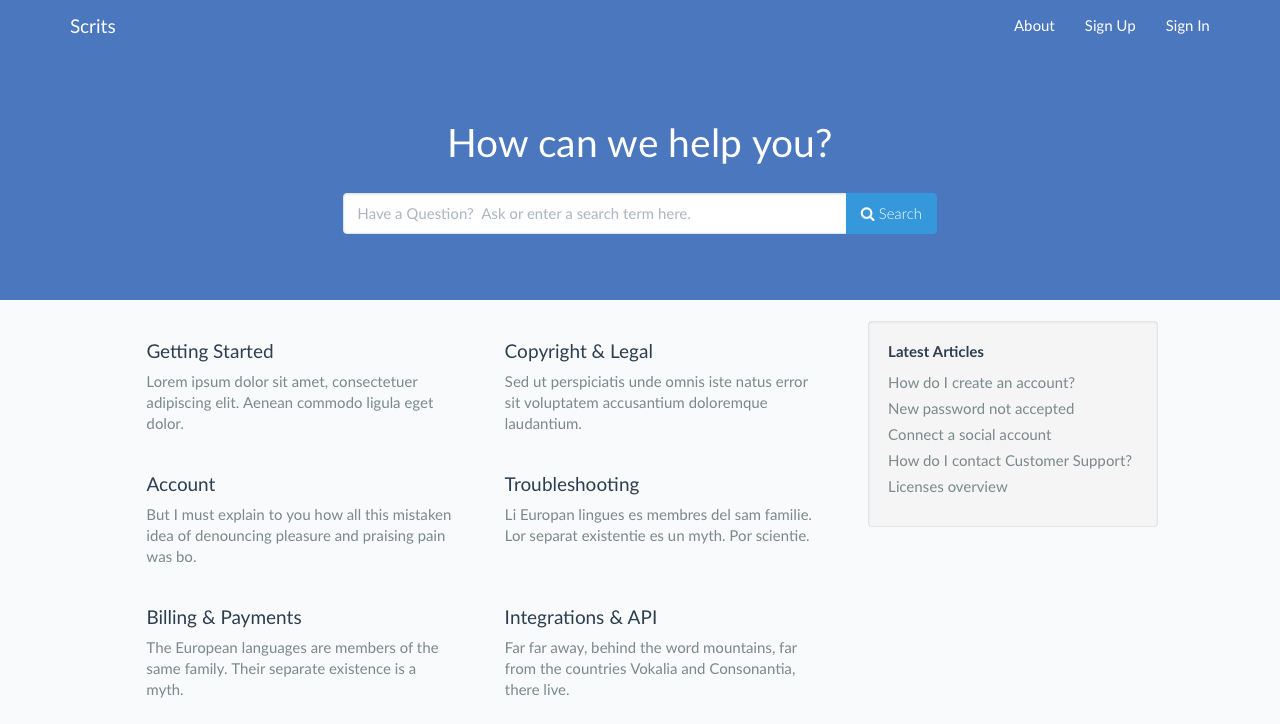 Scrits
About
Sign Up
Sign In
How can we help you?
Have a Question?  Ask or enter a search term here.
Search
Getting Started
Lorem ipsum dolor sit amet, consectetuer
adipiscing elit. Aenean commodo ligula eget
dolor.
Copyright & Legal
Sed ut perspiciatis unde omnis iste natus error
sit voluptatem accusantium doloremque
laudantium.
Account
But I must explain to you how all this mistaken
idea of denouncing pleasure and praising pain
was bo.
Troubleshooting
Li Europan lingues es membres del sam familie.
Lor separat existentie es un myth. Por scientie.
Billing & Payments
The European languages are members of the
same family. Their separate existence is a
myth.
Integrations & API
Far far away, behind the word mountains, far
from the countries Vokalia and Consonantia,
there live.
Latest Articles
How do I create an account?
New password not accepted
Connect a social account
How do I contact Customer Support?
Licenses overview